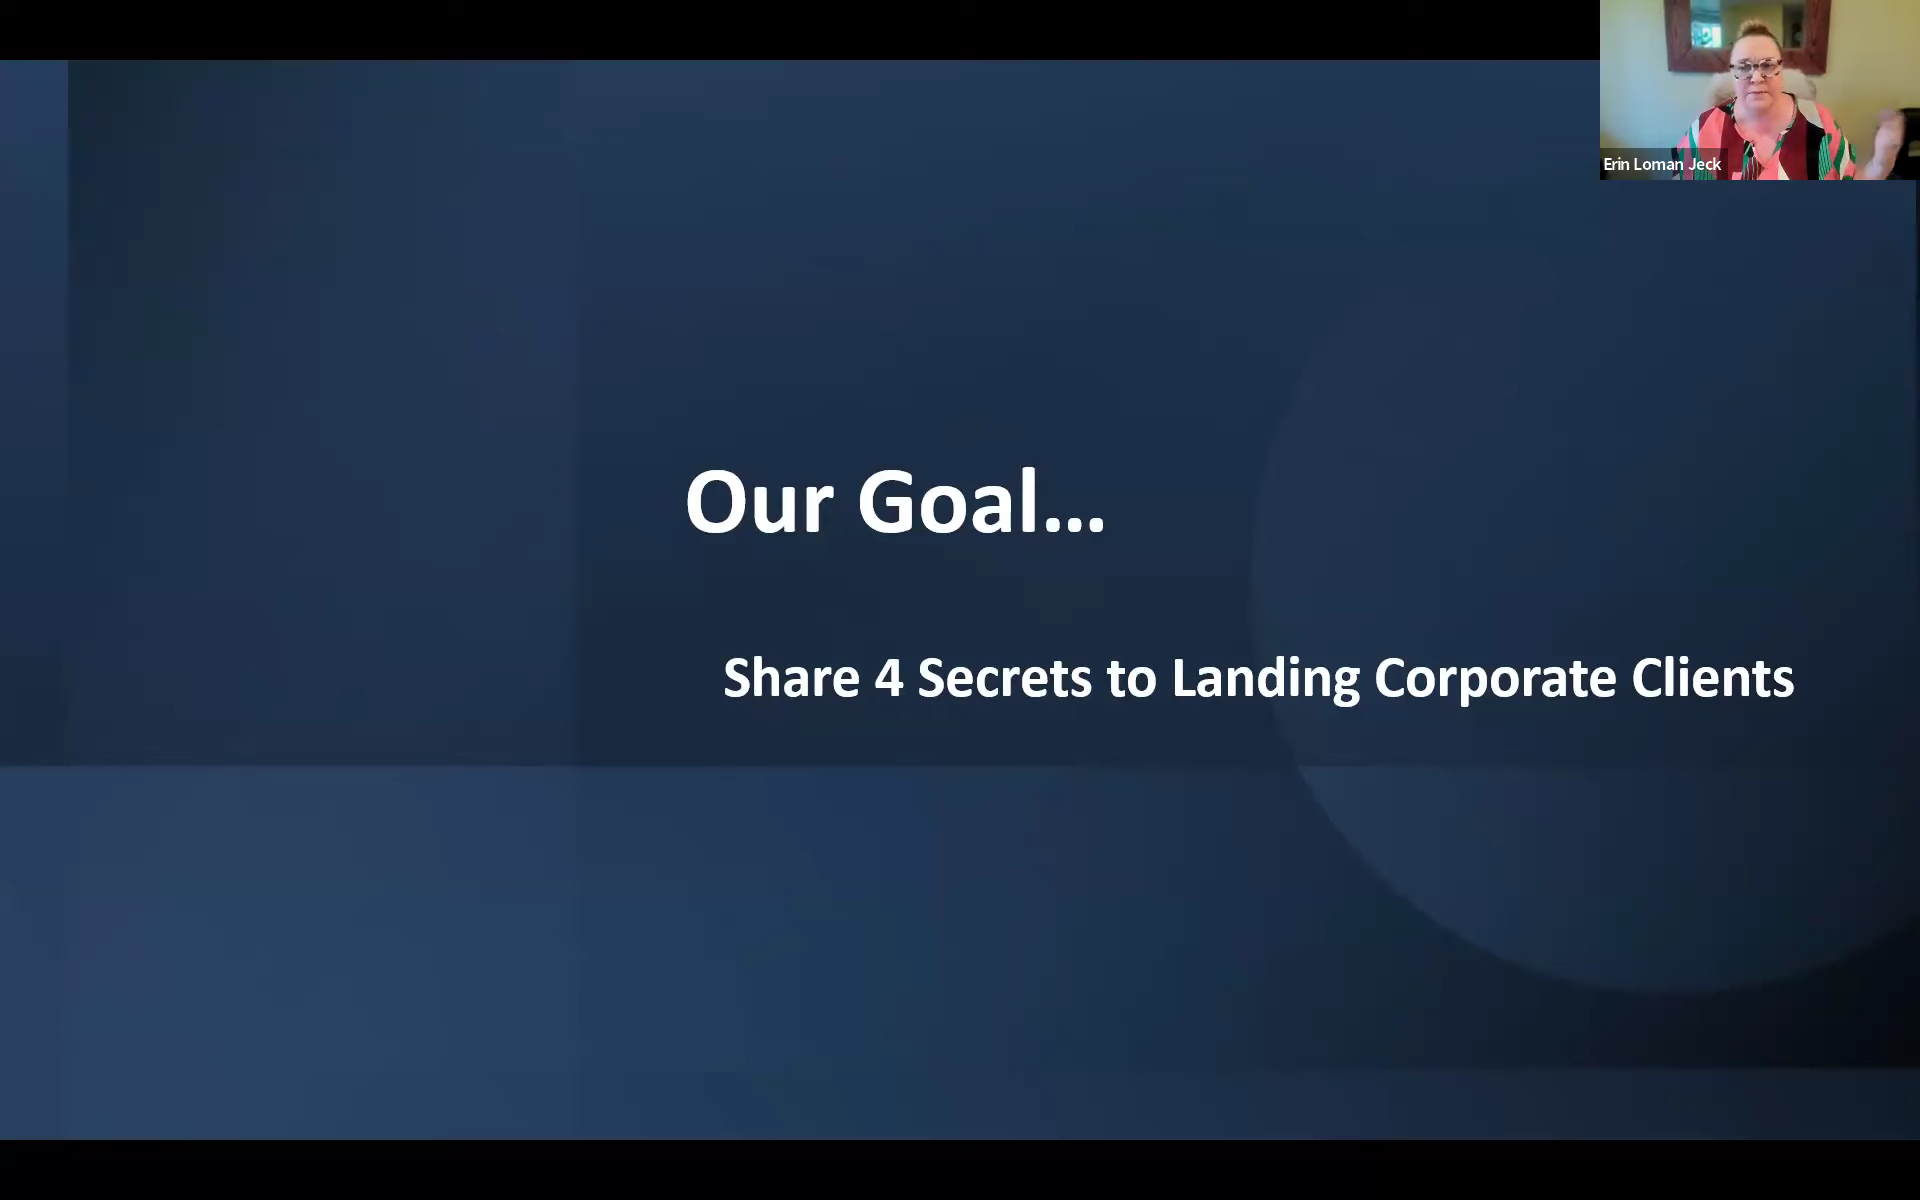 Erin Loman Jeck
Our Goal...
Share 4 Secrets to Landing Corporate Clients